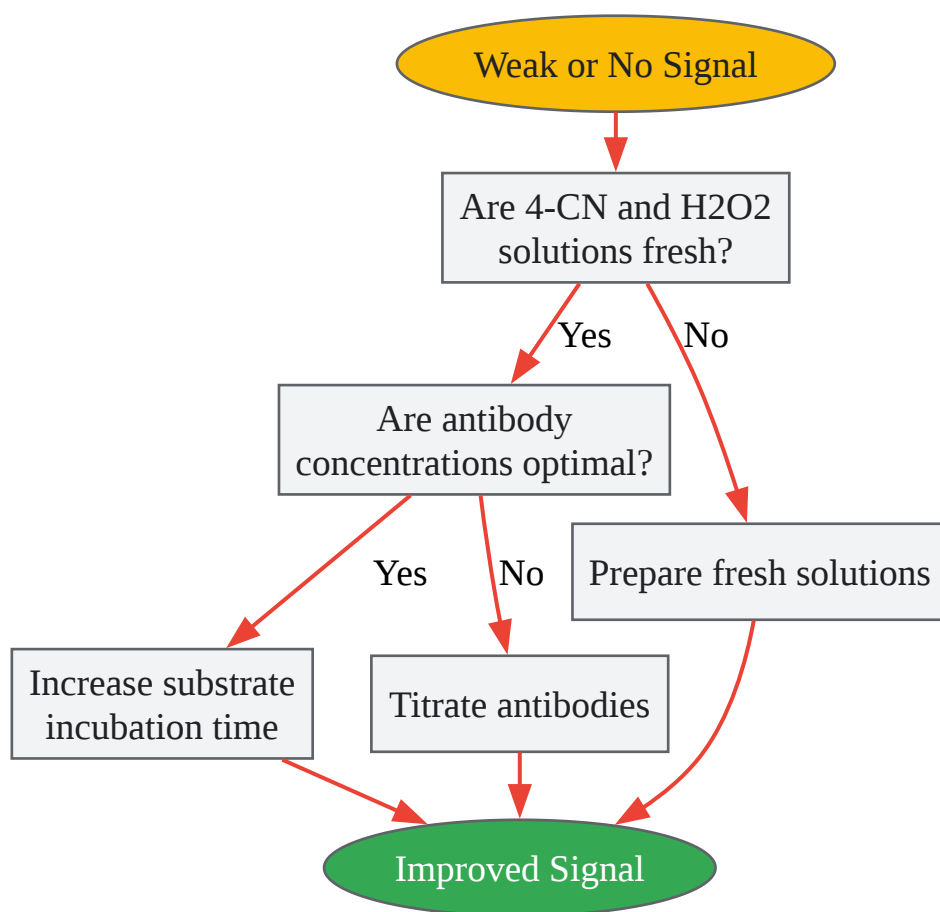 Weak or No Signal
Are 4-CN and H2O2
solutions fresh?
Yes
No
Are antibody
concentrations optimal?
Yes
No
Prepare fresh solutions
Increase substrate
incubation time
Titrate antibodies
Improved Signal